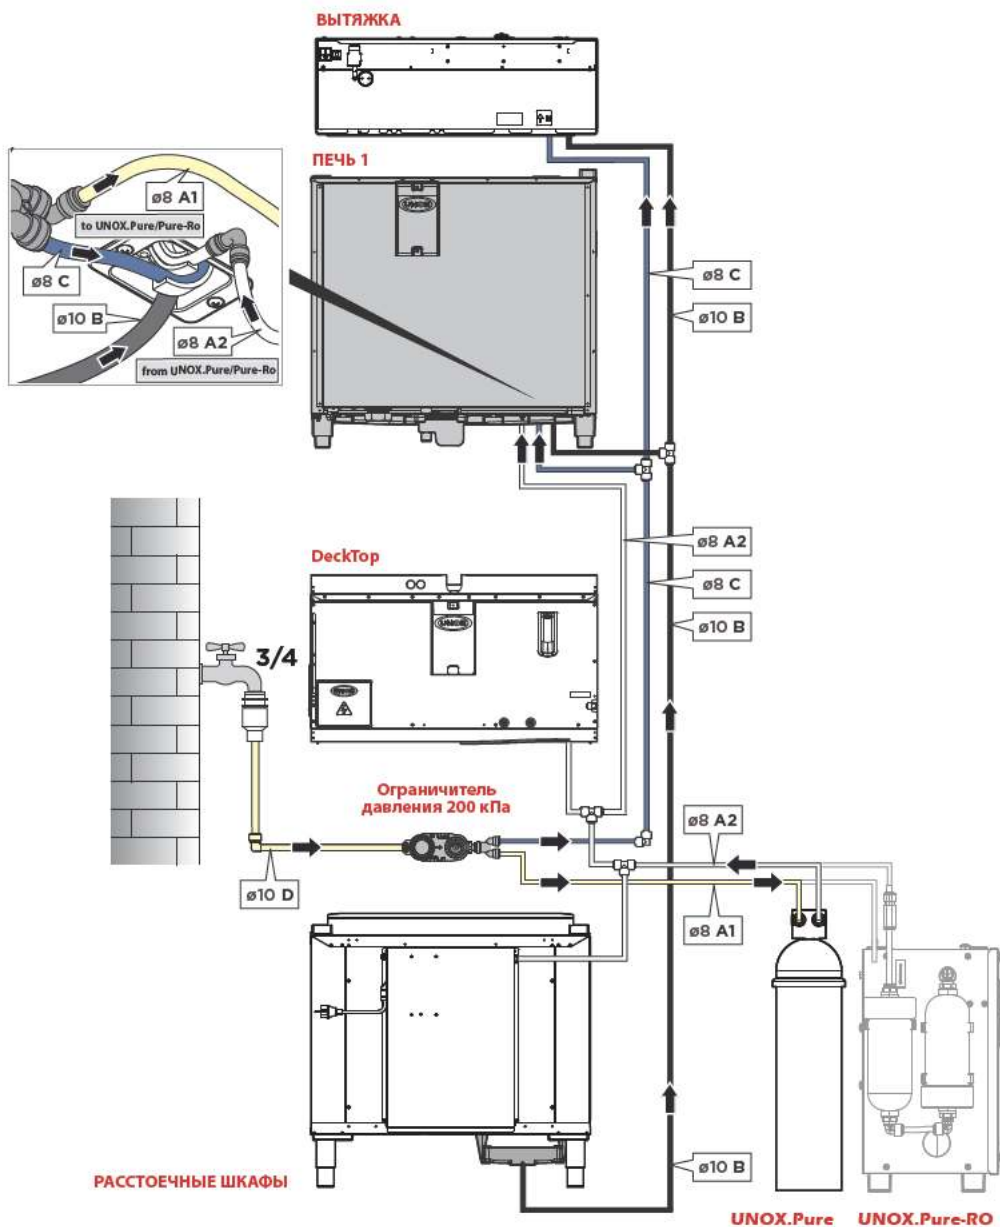 ВЫТЯЖКА
ПЕЧЬ 1
UNOX
ø8 A1
to UNOX.Pure/Pure-Ro
ø8 C
ø10 B
ø8 A2
from UNOX.Pure/Pure-Ro
ø8 C
ø10 B
ø8 A2
DeckTop
ø8 C
UNOX
ø10 B
3/4
Ограничитель
давления 200 кПа
ø8 A2
ø10 D
ø8 A1
ø10 B
РАССТОЕЧНЫЕ ШКАФЫ
UNOX.Pure
UNOX.Pure-RO